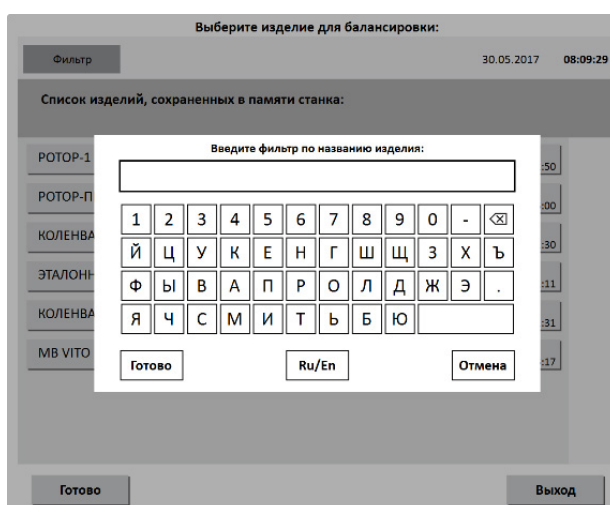 Выберите изделие для балансировки:
Фильтр 30.05.2017 08:09:29
Список изделий, сохраненных в памяти станка:
Введите фильтр по названию изделия:
РОТОР-1 :50
РОТОР-П :00
1 2 3 4 5 6 7 8 9 0 -
КОЛЕНВА :30
Й Ц У К Е Н Г Ш Щ З Х Ъ
ЭТАЛОНН :11
Ф Ы В А П Р О Л Д Ж Э .
КОЛЕНВА :31
Я Ч С М И Т Ь Б Ю
MB VITO :17
Готово Ru/En Отмена
Готово Выход